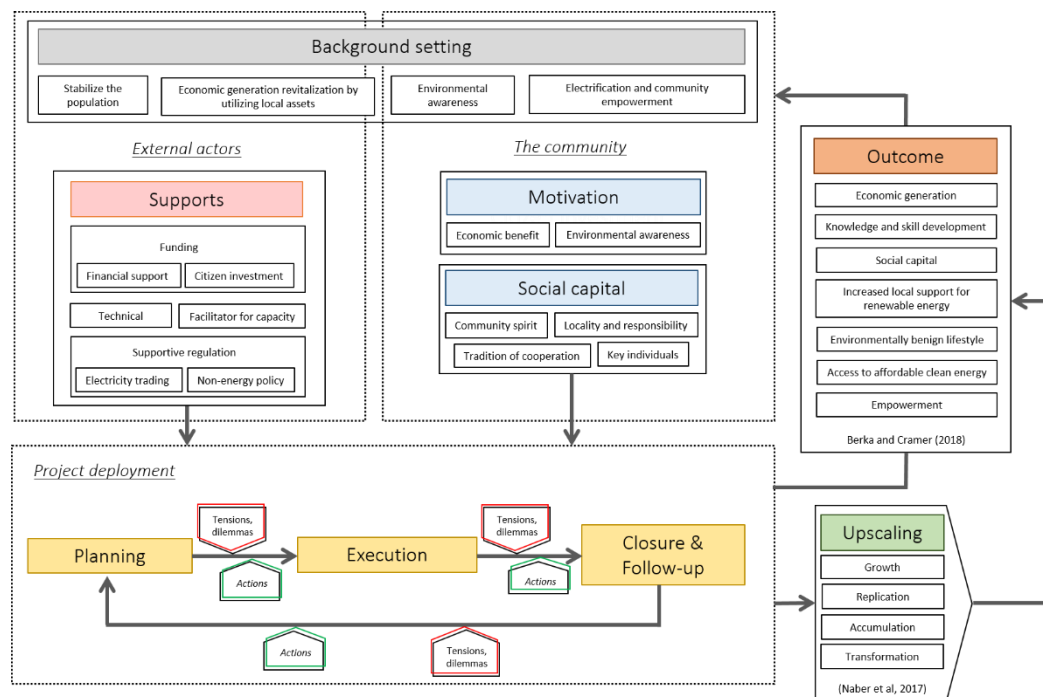 Background setting
Stabilize the
population
Economic generation revitalization by
utilizing local assets
Environmental
awareness
Electrification and community
empowerment
External actors
Supports
Funding
Financial support
Citizen investment
Technical
Facilitator for capacity
Supportive regulation
Electricity trading
Non-energy policy
The community
Motivation
Economic benefit
Environmental awareness
Social capital
Community spirit
Locality and responsibility
Tradition of cooperation
Key individuals
Outcome
Economic generation
Knowledge and skill development
Social capital
Increased local support for
renewable energy
Environmentally benign lifestyle
Access to affordable clean energy
Empowerment
Berka and Cramer (2018)
Project deployment
Planning
Tensions,
dilemmas
Actions
Execution
Tensions,
dilemmas
Actions
Closure &
Follow-up
Actions
Tensions,
dilemmas
Upscaling
Growth
Replication
Accumulation
Transformation
(Naber et al, 2017)